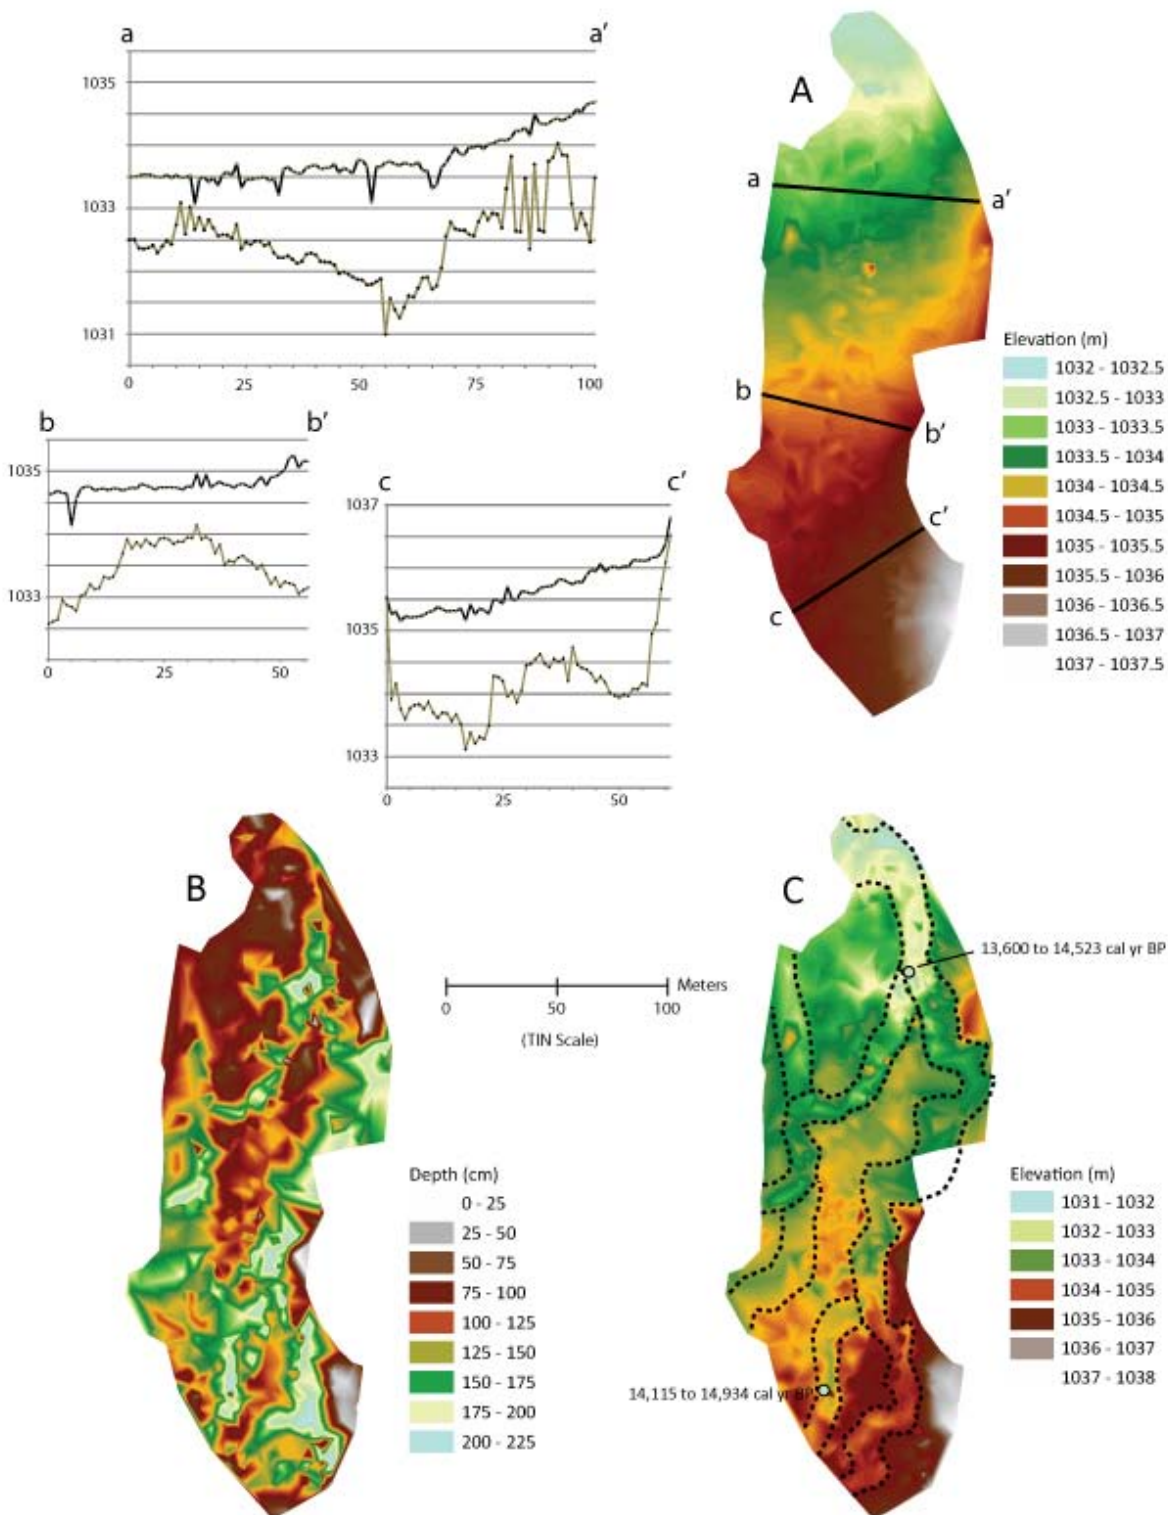 a a′
1035
1033
1031
0 25 50 75 100
b b′
1035
1033
0 50
c c′
1037
1035
1033
0 25 50
A
a a′
b b′
c′
c
Elevation (m)
1032 - 1032.5
1032.5 - 1033
1033 - 1033.5
1033.5 - 1034
1034 - 1034.5
1034.5 - 1035
1035 - 1035.5
1035.5 - 1036
1036 - 1036.5
1036.5 - 1037
1037 - 1037.5
B
Depth (cm)
0 - 25
25 - 50
50 - 75
75 - 100
100 - 125
125 - 150
150 - 175
175 - 200
200 - 225
Meters
0 50 100
(TIN Scale)
C
13,600 to 14,523 cal yr BP
14,115 to 14,934 cal yr BP
Elevation (m)
1031 - 1032
1032 - 1033
1033 - 1034
1034 - 1035
1035 - 1036
1036 - 1037
1037 - 1038